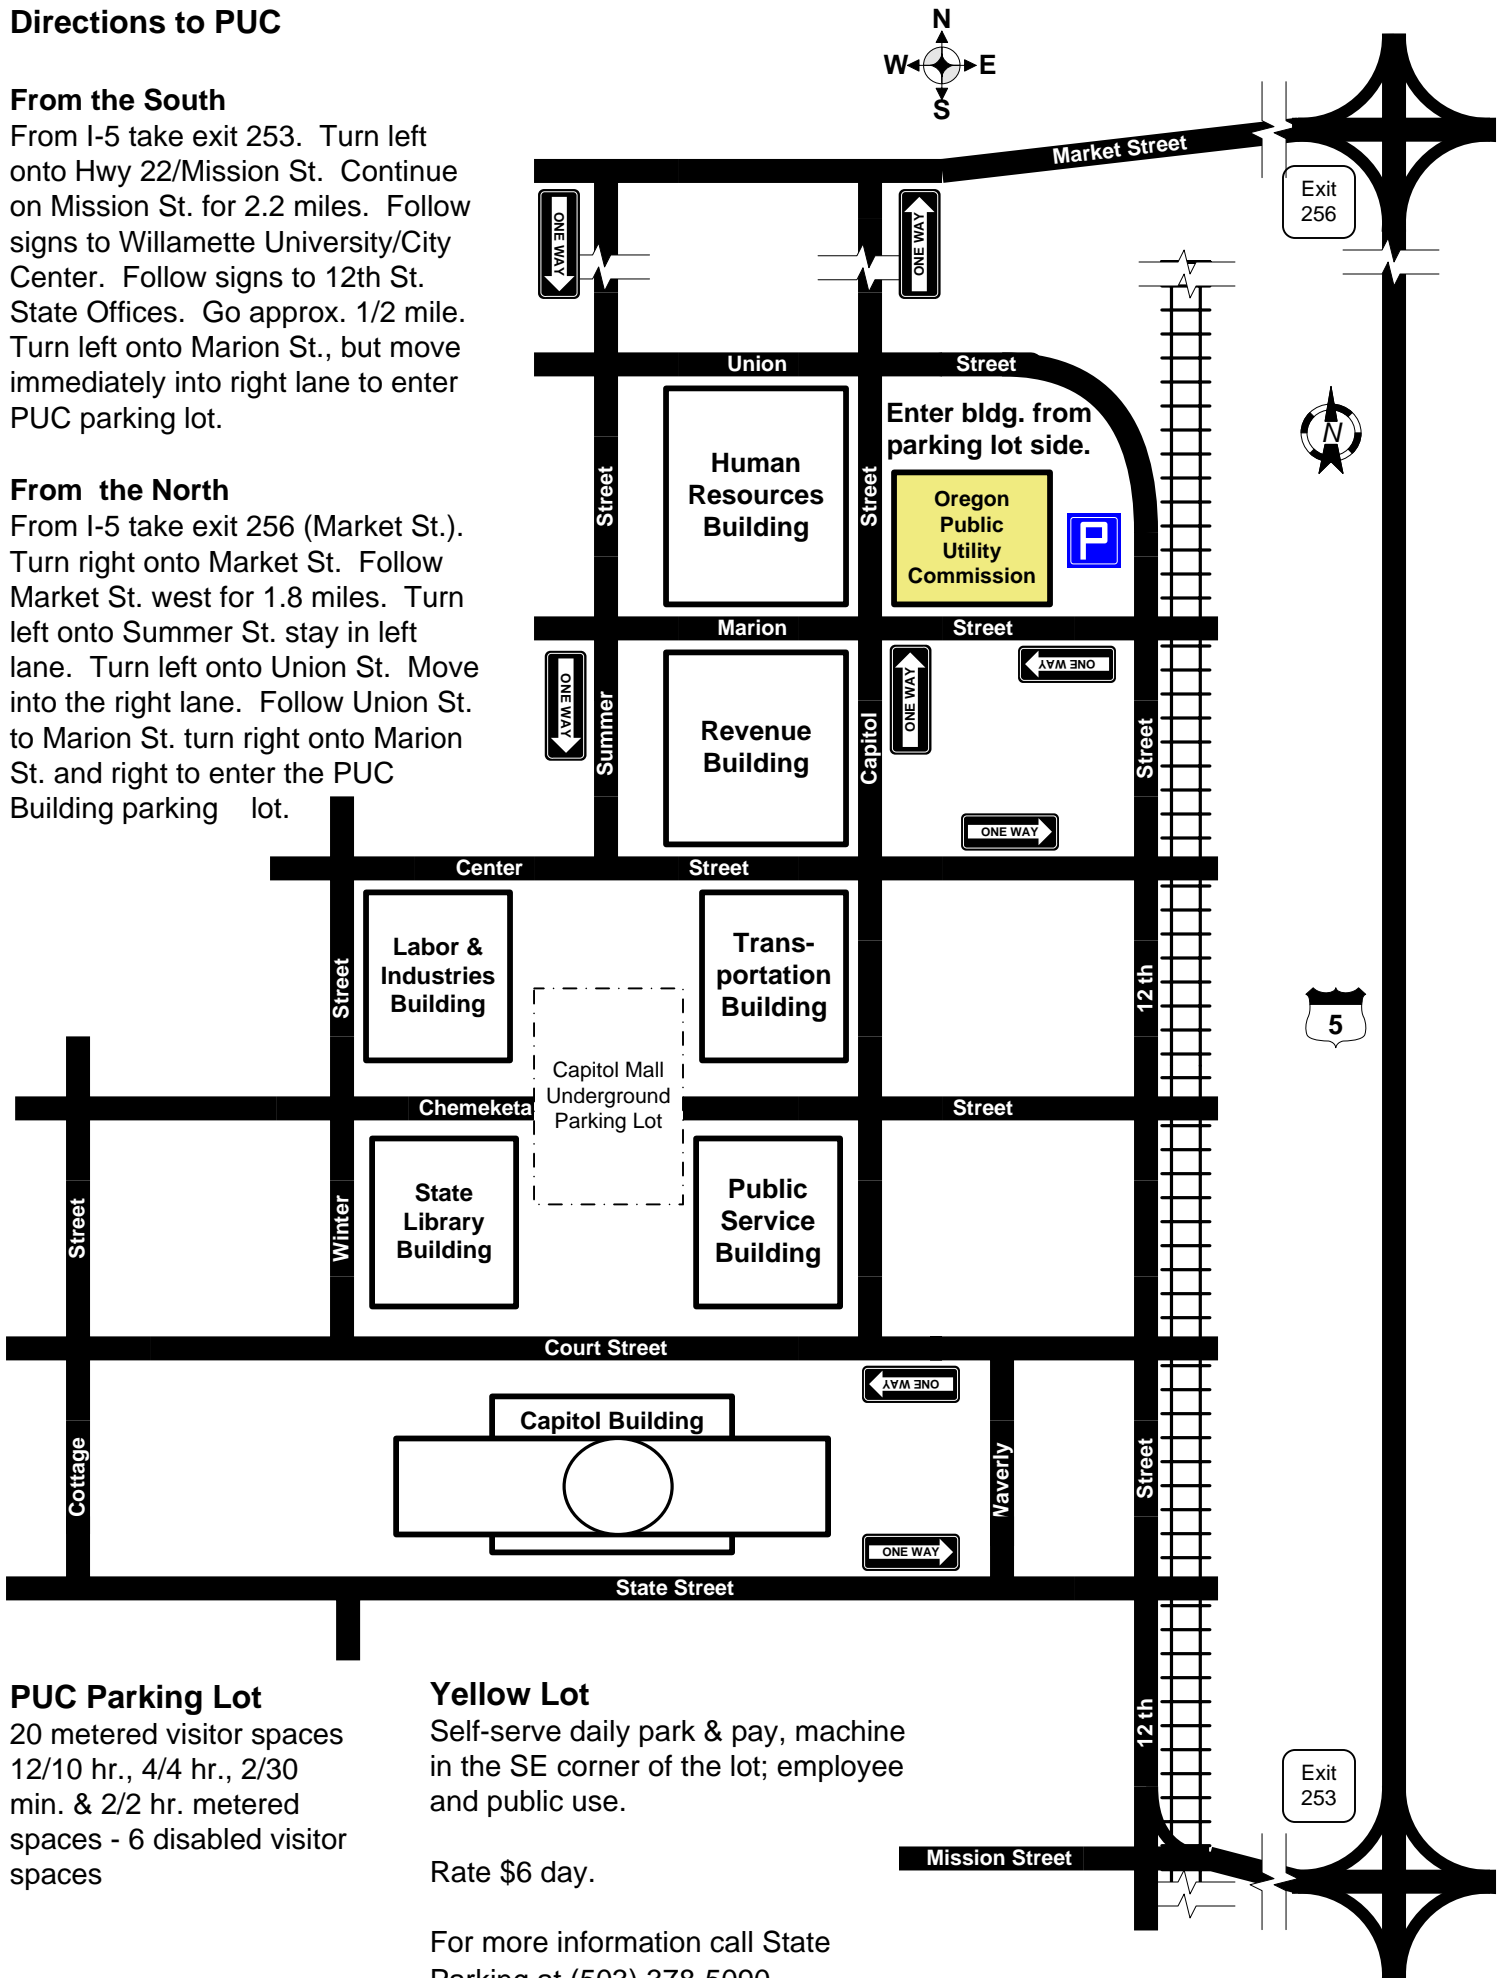 Directions to PUC
From the South
From I-5 take exit 253.  Turn left
onto Hwy 22/Mission St.  Continue
on Mission St. for 2.2 miles.  Follow
signs to Willamette University/City
Center.  Follow signs to 12th St.
State Offices.  Go approx. 1/2 mile.
Turn left onto Marion St., but move
immediately into right lane to enter
PUC parking lot.
From  the North
From I-5 take exit 256 (Market St.).
Turn right onto Market St.  Follow
Market St. west for 1.8 miles.  Turn
left onto Summer St. stay in left
lane.  Turn left onto Union St.  Move
into the right lane.  Follow Union St.
to Marion St. turn right onto Marion
St. and right to enter the PUC
Building parking    lot.
N
W E
S
Market Street
Exit
256
ONE WAY
ONE WAY
Union Street
Enter bldg. from
parking lot side.
Human
Resources
Building
Street
Street
Oregon
Public
Utility
Commission
P
N
Marion Street
ONE WAY
Summer
Revenue
Building
Capitol
ONE WAY
ONE WAY
Street
ONE WAY
Center Street
Labor &
Industries
Building
Street
Trans-
portation
Building
12 th
5
Capitol Mall
Underground
Parking Lot
Chemeketa Street
State
Library
Building
Public
Service
Building
Street
Winter
Court Street
ONE WAY
Capitol Building
Cottage
Waverly
Street
ONE WAY
State Street
PUC Parking Lot
20 metered visitor spaces
12/10 hr., 4/4 hr., 2/30
min. & 2/2 hr. metered
spaces - 6 disabled visitor
spaces
Yellow Lot
Self-serve daily park & pay, machine
in the SE corner of the lot; employee
and public use.
Rate $6 day.
For more information call State
Parking at (503) 378-5090
12 th
Exit
253
Mission Street